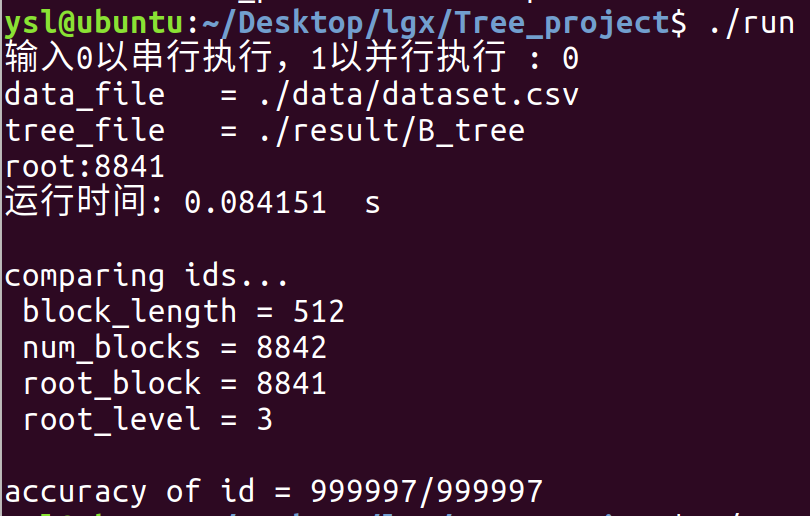 ysl@ubuntu:~/Desktop/lgx/Tree_project$ ./run
输入0以串行执行，1以并行执行 : 0
data_file   = ./data/dataset.csv
tree_file   = ./result/B_tree
root:8841
运行时间: 0.084151  s
comparing ids...
block_length = 512
num_blocks = 8842
root_block = 8841
root_level = 3
accuracy of id = 999997/999997